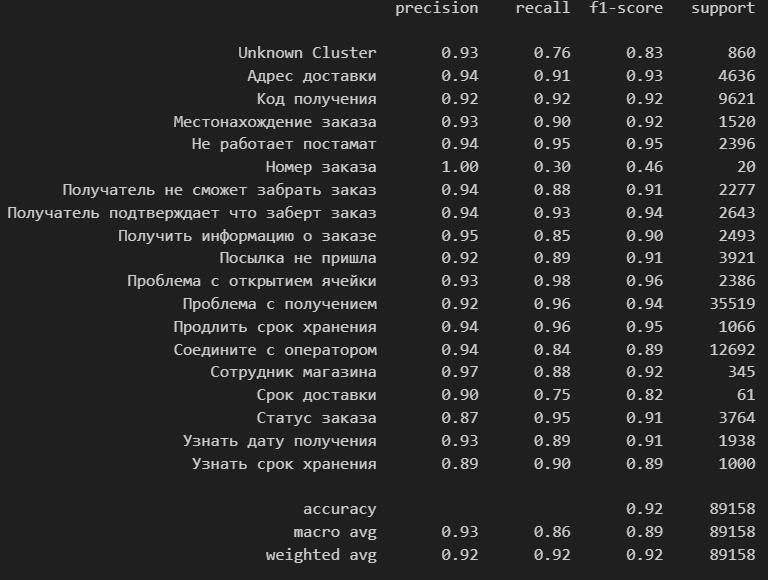 precision recall f1-score support
Unknown Cluster 0.93 0.76 0.83 860
Адрес доставки 0.94 0.91 0.93 4636
Код получения 0.92 0.92 0.92 9621
Местонахождение заказа 0.93 0.90 0.92 1520
Не работает постамат 0.94 0.95 0.95 2396
Номер заказа 1.00 0.30 0.46 20
Получатель не сможет забрать заказ 0.94 0.88 0.91 2277
Получатель подтверждает что заберт заказ 0.94 0.93 0.94 2643
Получить информацию о заказе 0.95 0.85 0.90 2493
Посылка не пришла 0.92 0.89 0.91 3921
Проблема с открытием ячейки 0.93 0.98 0.96 2386
Проблема с получением 0.92 0.96 0.94 35519
Продлить срок хранения 0.94 0.96 0.95 1066
Соедините с оператором 0.94 0.84 0.89 12692
Сотрудник магазина 0.97 0.88 0.92 345
Срок доставки 0.90 0.75 0.82 61
Статус заказа 0.87 0.95 0.91 3764
Узнать дату получения 0.93 0.89 0.91 1938
Узнать срок хранения 0.89 0.90 0.89 1000
accuracy 0.92 89158
macro avg 0.93 0.86 0.89 89158
weighted avg 0.92 0.92 0.92 89158